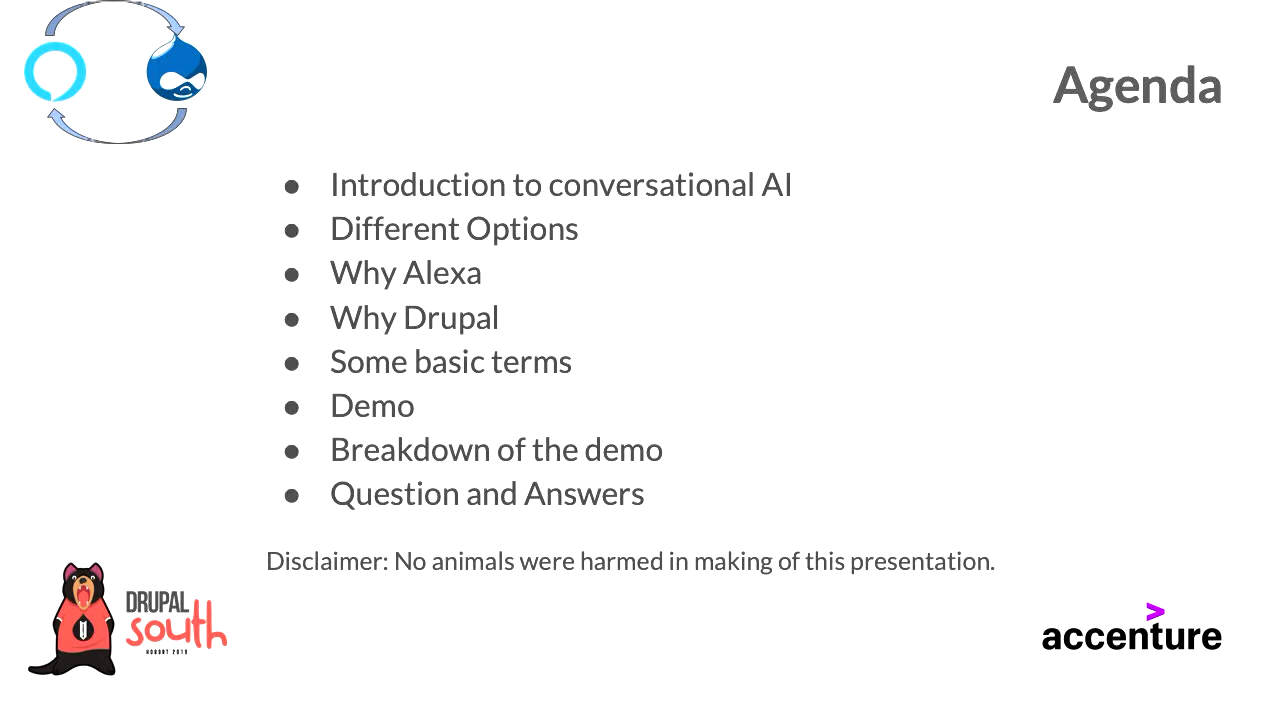 Agenda
● Introduction to conversational AI
● Different Options
● Why Alexa
● Why Drupal
● Some basic terms
● Demo
● Breakdown of the demo
● Question and Answers
Disclaimer: No animals were harmed in making of this presentation.
DRUPAL
south
HOBART 2019
>
accenture